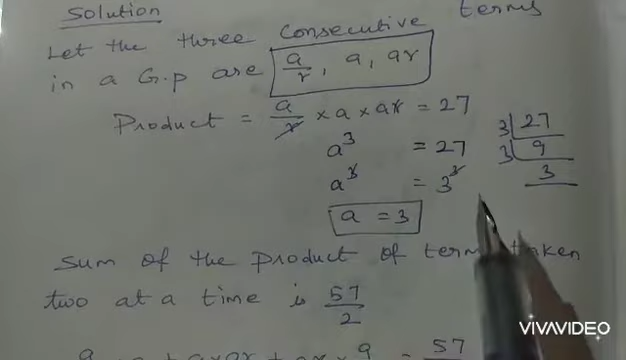 Solution
Let the three Consecutive terms
in a G.p are a/r, a, ar
Product = a/r × a × ar = 27
a³ = 27
a³ = 3³
a = 3
3 | 27
3 | 9
3
Sum of the product of terms taken
two at a time is 57/2
57
VIVAVIDEO